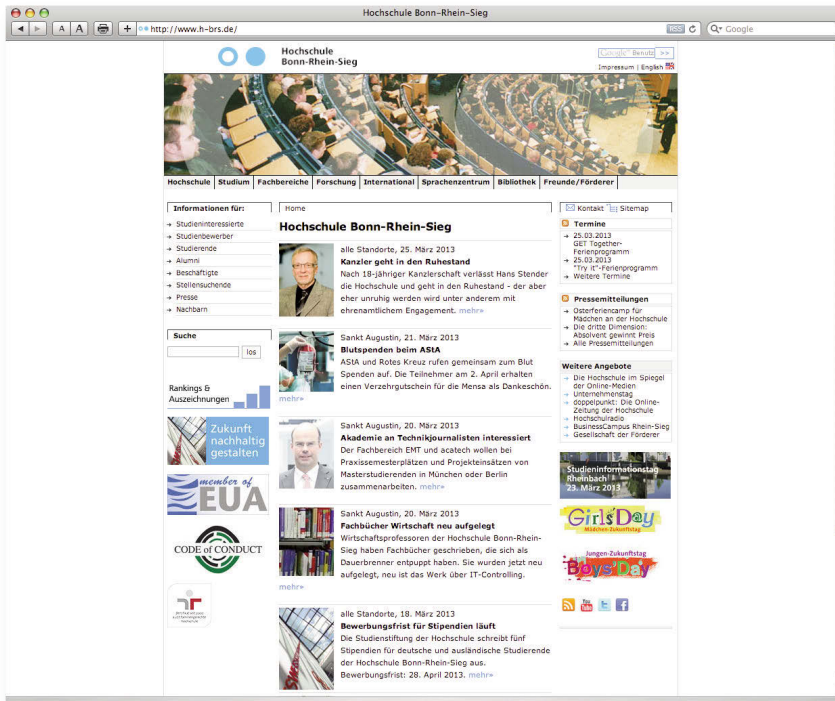 Hochschule Bonn-Rhein-Sieg
A A
http://www.h-brs.de/
RSS
Google
Hochschule
Bonn-Rhein-Sieg
Google™ Benutz >>
Impressum | English
Hochschule Studium Fachbereiche Forschung International Sprachenzentrum Bibliothek Freunde/Förderer
Informationen für:
→ Studieninteressierte
→ Studienbewerber
→ Studierende
→ Alumni
→ Beschäftigte
→ Stellensuchende
→ Presse
→ Nachbarn
Suche
los
Rankings &
Auszeichnungen
Zukunft
nachhaltig
gestalten
member of
EUA
CODE of CONDUCT
Home
Hochschule Bonn-Rhein-Sieg
alle Standorte, 25. März 2013
Kanzler geht in den Ruhestand
Nach 18-jähriger Kanzlerschaft verlässt Hans Stender
die Hochschule und geht in den Ruhestand - der aber
eher unruhig werden wird unter anderem mit
ehrenamtlichem Engagement. mehr»
Sankt Augustin, 21. März 2013
Blutspenden beim AStA
AStA und Rotes Kreuz rufen gemeinsam zum Blut
Spenden auf. Die Teilnehmer am 2. April erhalten
einen Verzehrgutschein für die Mensa als Dankeschön.
mehr»
Sankt Augustin, 20. März 2013
Akademie an Technikjournalisten interessiert
Der Fachbereich EMT und acatech wollen bei
Praxissemesterplätzen und Projekteinsätzen von
Masterstudierenden in München oder Berlin
zusammenarbeiten. mehr»
Sankt Augustin, 20. März 2013
Fachbücher Wirtschaft neu aufgelegt
Wirtschaftsprofessoren der Hochschule Bonn-Rhein-
Sieg haben Fachbücher geschrieben, die sich als
Dauerbrenner entpuppt haben. Sie wurden jetzt neu
aufgelegt, neu ist das Werk über IT-Controlling.
mehr»
alle Standorte, 18. März 2013
Bewerbungsfrist für Stipendien läuft
Die Studienstiftung der Hochschule schreibt fünf
Stipendien für deutsche und ausländische Studierende
der Hochschule Bonn-Rhein-Sieg aus.
Bewerbungsfrist: 28. April 2013. mehr»
Kontakt Sitemap
Termine
→ 25.03.2013
GET Together-
Ferienprogramm
→ 25.03.2013
"Try it"-Ferienprogramm
→ Weitere Termine
Pressemitteilungen
→ Osterferiencamp für
Mädchen an der Hochschule
→ Die dritte Dimension:
Absolvent gewinnt Preis
→ Alle Pressemitteilungen
Weitere Angebote
→ Die Hochschule im Spiegel
der Online-Medien
→ Unternehmenstag
→ doppelpunkt: Die Online-
Zeitung der Hochschule
→ Hochschulradio
→ BusinessCampus Rhein-Sieg
→ Gesellschaft der Förderer
Studieninformationstag
Rheinbach
23. März 2013
Girls'Day
Mädchen-Zukunftstag
Jungen-Zukunftstag
Boys'Day
You
Tube